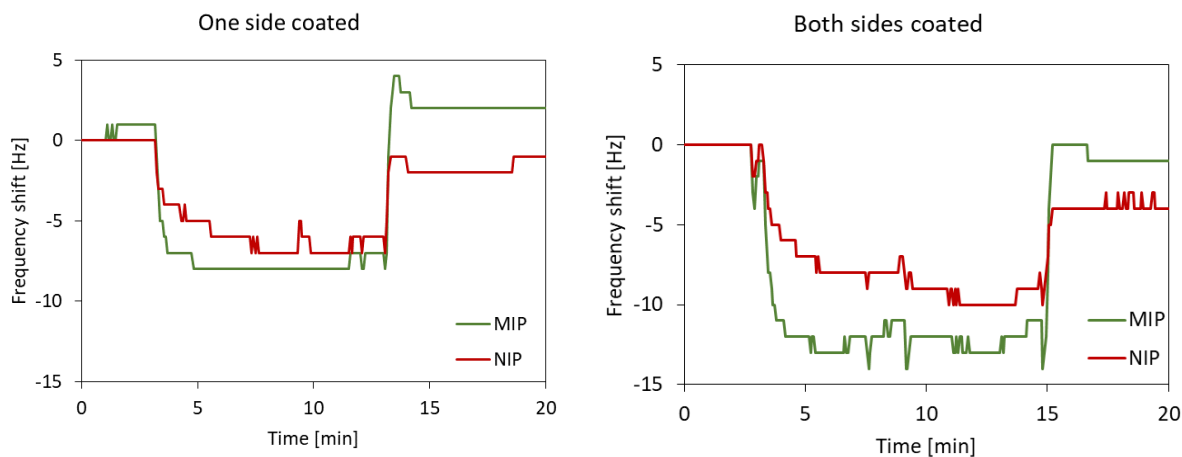 One side coated
5
0
-5
-10
-15
0 5 10 15 20
Frequency shift [Hz]
Time [min]
MIP
NIP
Both sides coated
5
0
-5
-10
-15
0 5 10 15 20
Frequency shift [Hz]
Time [min]
MIP
NIP